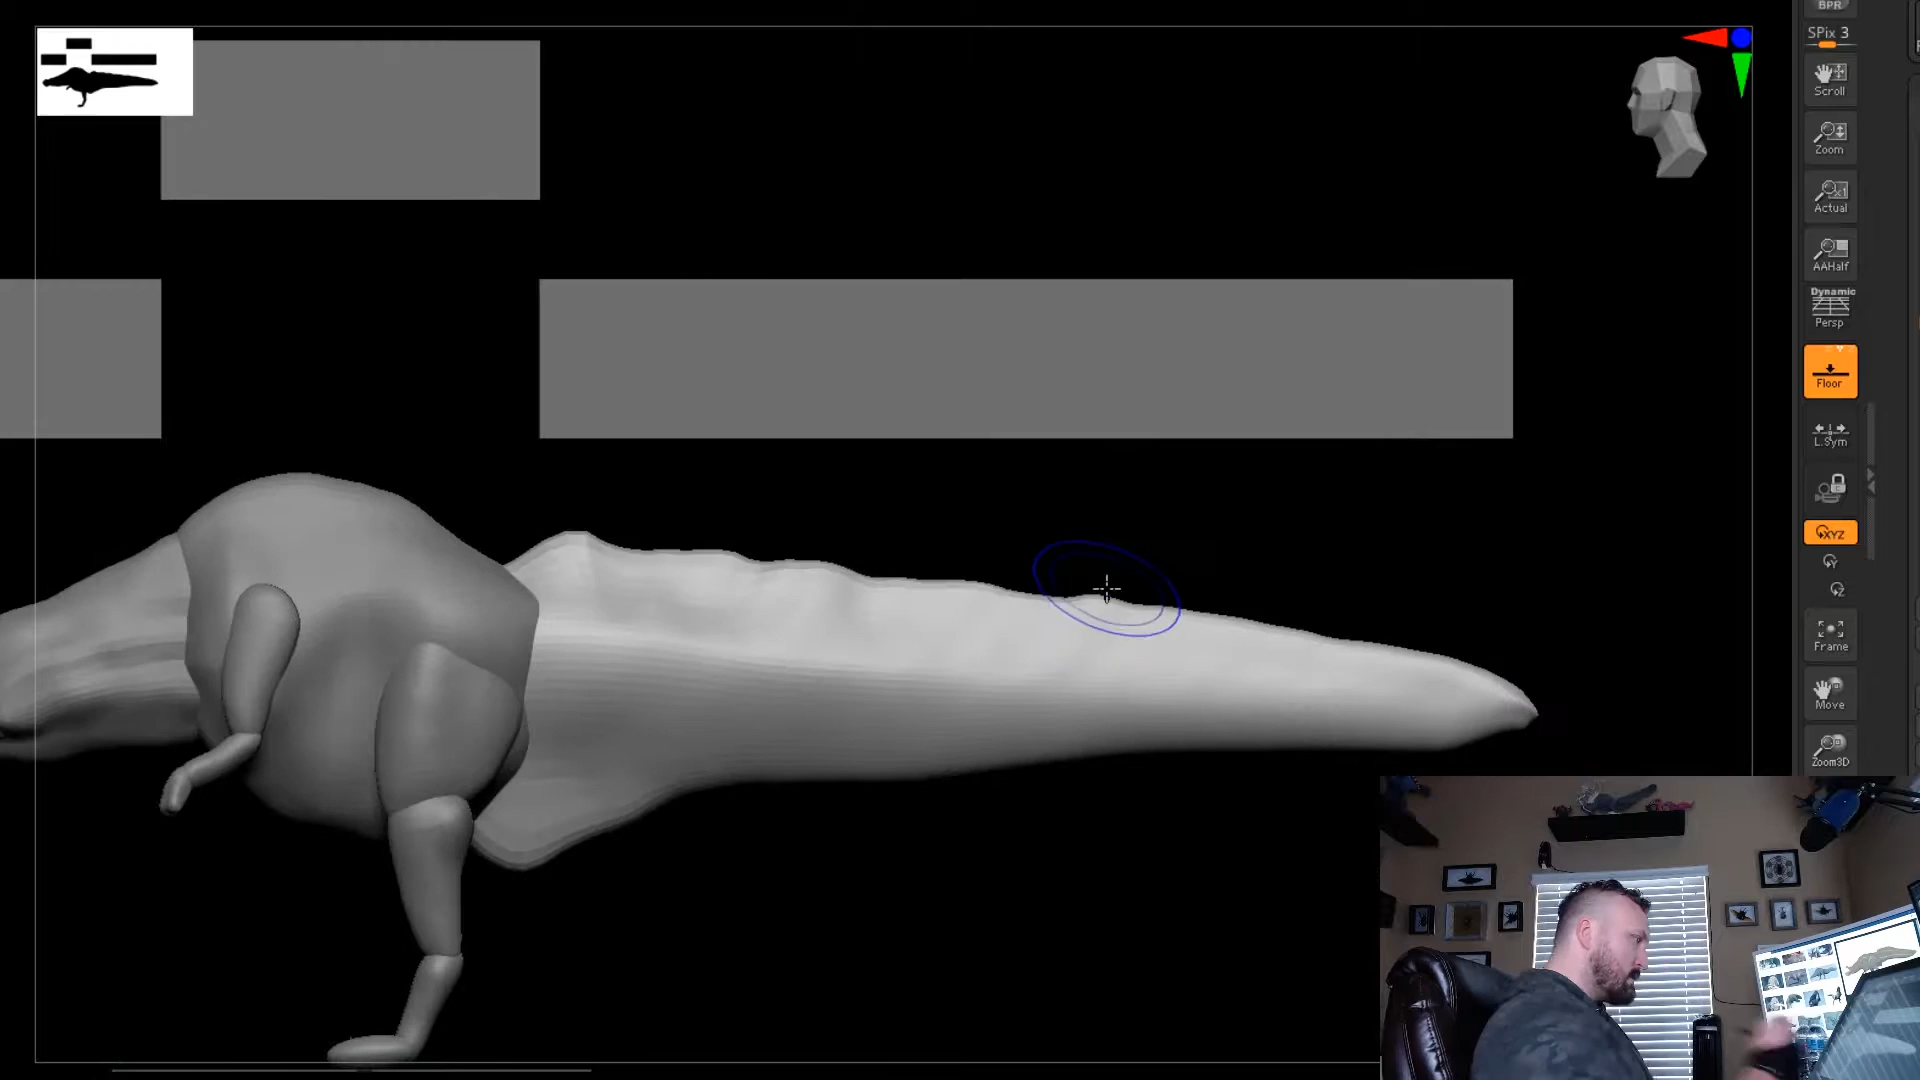 BPR
SPix 3
Scroll
Zoom
Actual
AAHalf
Dynamic
Persp
Floor
L.Sym
XYZ
Y
Z
Frame
Move
Zoom3D